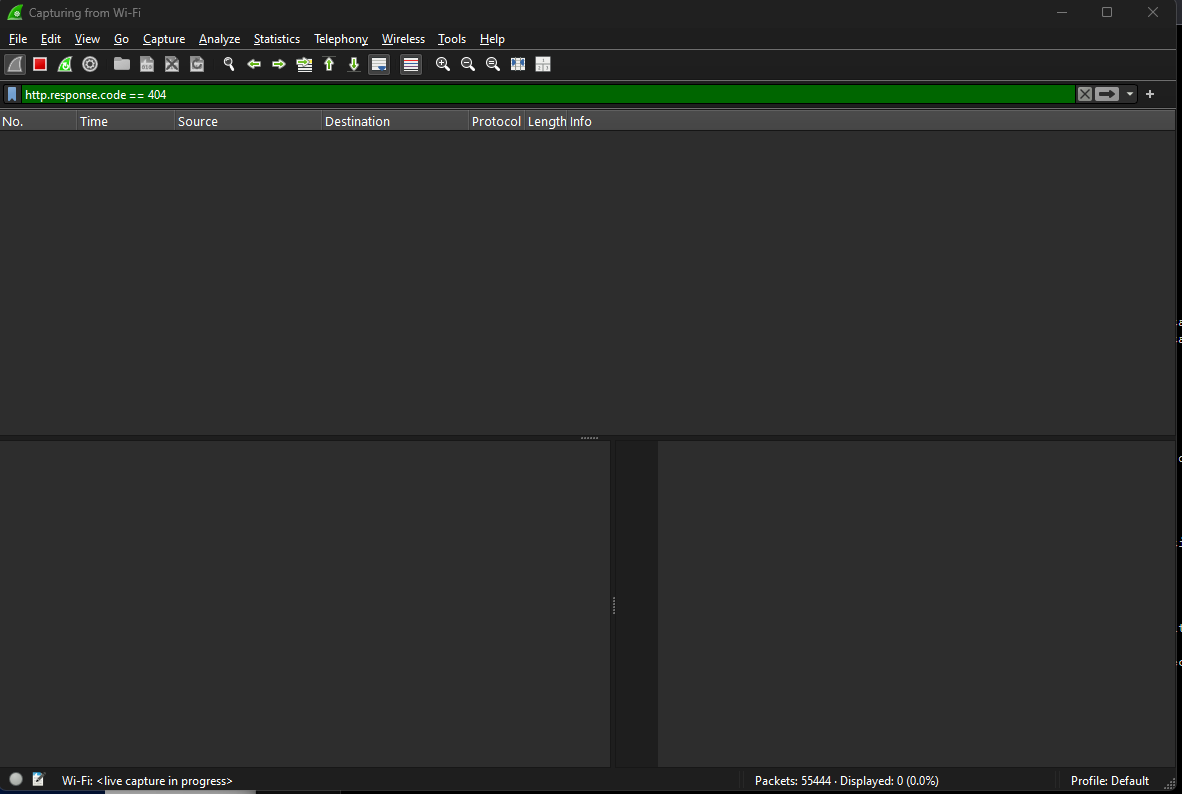 Capturing from Wi-Fi
File Edit View Go Capture Analyze Statistics Telephony Wireless Tools Help
http.response.code == 404
No. Time Source Destination Protocol Length Info
Wi-Fi: <live capture in progress> Packets: 55444 · Displayed: 0 (0.0%) Profile: Default